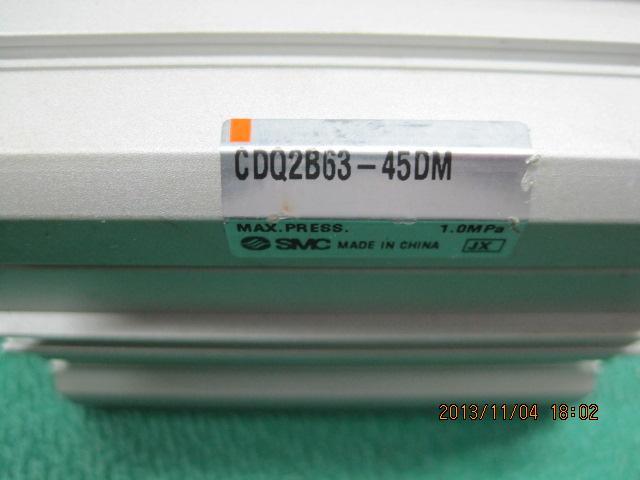 CDQ2B63-45DM
MAX.PRESS. 1.0MPa
SMC MADE IN CHINA JX
2013/11/04 18:02